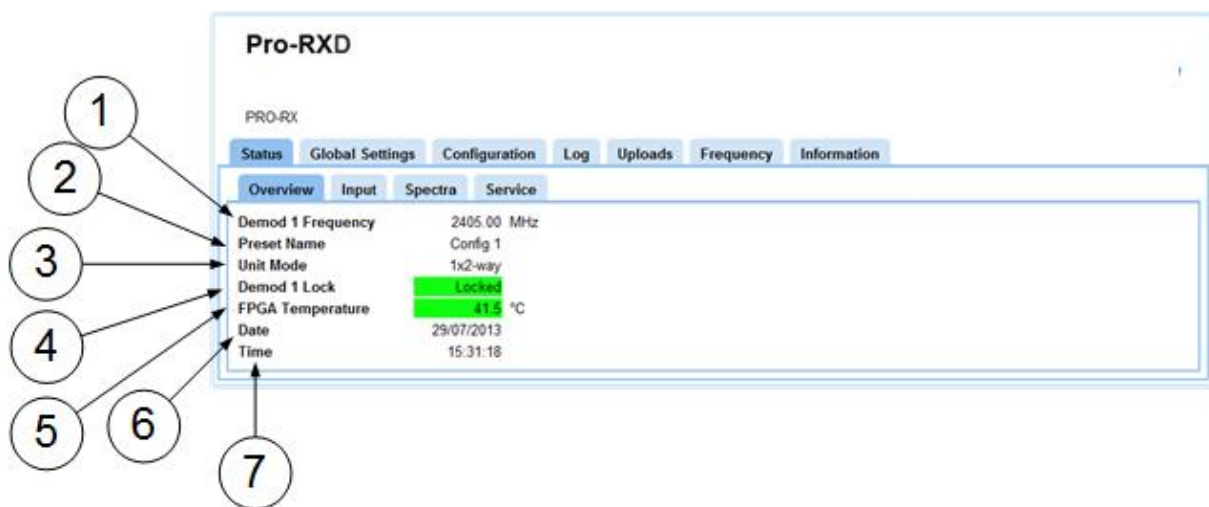 Pro-RXD
PRO-RX
Status Global Settings Configuration Log Uploads Frequency Information
Overview Input Spectra Service
1 Demod 1 Frequency 2405.00 MHz
2 Preset Name Config 1
3 Unit Mode 1x2-way
4 Demod 1 Lock Locked
5 FPGA Temperature 41.5 °C
6 Date 29/07/2013
7 Time 15:31:18